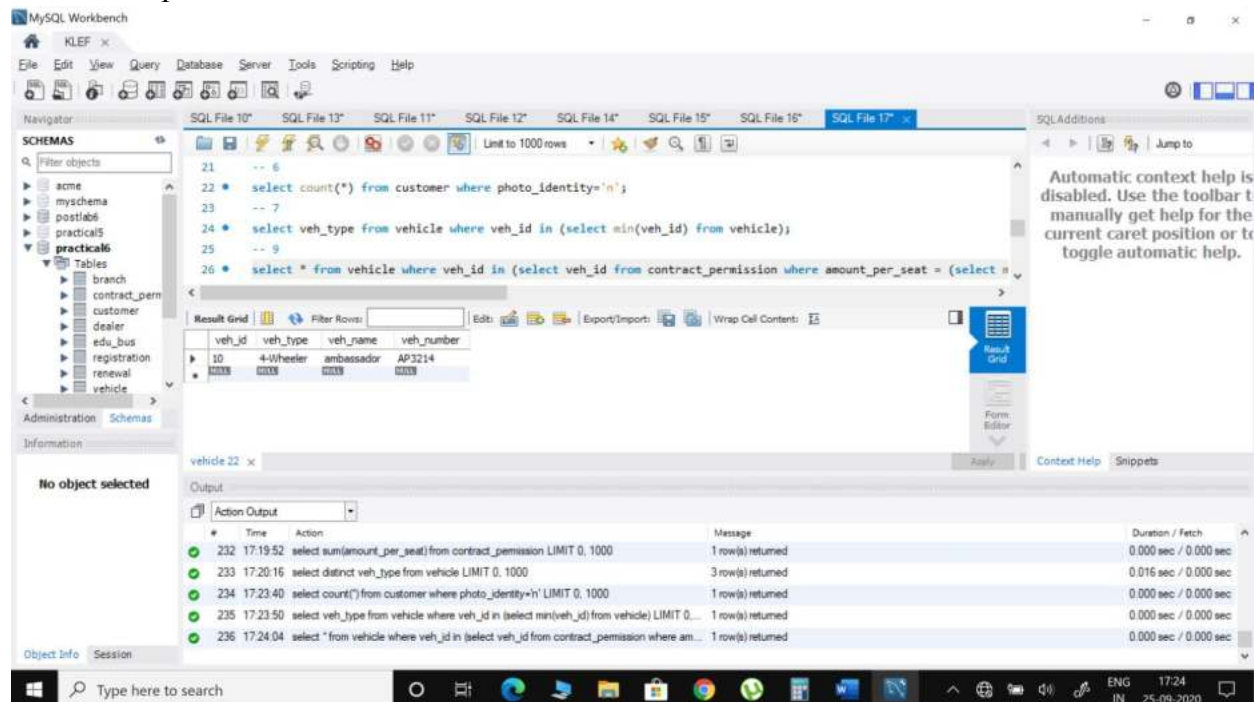 MySQL Workbench
KLEF ×
File Edit View Query Database Server Tools Scripting Help
Navigator
SCHEMAS
Filter objects
acme
myschema
postlab6
practical5
practical6
Tables
branch
contract_perm
customer
dealer
edu_bus
registration
renewal
vehicle
Administration Schemas
Information
No object selected
Object Info Session
SQL File 10* SQL File 13* SQL File 11* SQL File 12* SQL File 14* SQL File 15* SQL File 16* SQL File 17* ×
Limit to 1000 rows
21 -- 6
22 select count(*) from customer where photo_identity='n';
23 -- 7
24 select veh_type from vehicle where veh_id in (select min(veh_id) from vehicle);
25 -- 9
26 select * from vehicle where veh_id in (select veh_id from contract_permission where amount_per_seat = (select m
Result Grid Filter Rows: Edit: Export/Import: Wrap Cell Content:
veh_id veh_type veh_name veh_number
10 4-Wheeler ambassador AP3214
NULL NULL NULL NULL
Result Grid
Form Editor
vehicle 22 ×
Apply
Output
Action Output
# Time Action Message Duration / Fetch
232 17:19:52 select sum(amount_per_seat) from contract_permission LIMIT 0, 1000 1 row(s) returned 0.000 sec / 0.000 sec
233 17:20:16 select distinct veh_type from vehicle LIMIT 0, 1000 3 row(s) returned 0.016 sec / 0.000 sec
234 17:23:40 select count(*) from customer where photo_identity='n' LIMIT 0, 1000 1 row(s) returned 0.000 sec / 0.000 sec
235 17:23:50 select veh_type from vehicle where veh_id in (select min(veh_id) from vehicle) LIMIT 0,... 1 row(s) returned 0.000 sec / 0.000 sec
236 17:24:04 select * from vehicle where veh_id in (select veh_id from contract_permission where am... 1 row(s) returned 0.000 sec / 0.000 sec
SQLAdditions
Jump to
Automatic context help is
disabled. Use the toolbar t
manually get help for the
current caret position or to
toggle automatic help.
Context Help Snippets
Type here to search
ENG
IN
17:24
25-09-2020